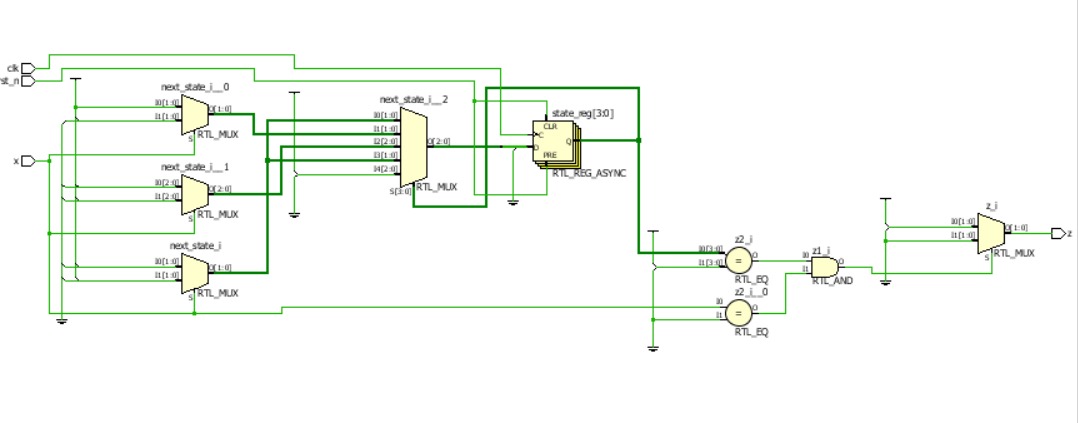 clk
rst_n
x
next_state_i__0
I0[1:0]
I1[1:0]
O[1:0]
S
RTL_MUX
next_state_i__1
I0[2:0]
I1[2:0]
O[2:0]
S
RTL_MUX
next_state_i
I0[1:0]
I1[1:0]
O[1:0]
S
RTL_MUX
next_state_i__2
I0[1:0]
I1[1:0]
I2[2:0]
I3[1:0]
I4[2:0]
O[2:0]
S[3:0]
RTL_MUX
state_reg[3:0]
CLR
C
D
Q
PRE
RTL_REG_ASYNC
z2_i
I0[3:0]
I1[3:0]
=
O
RTL_EQ
z2_i__0
I0
I1
=
O
RTL_EQ
z1_i
I0
I1
O
RTL_AND
z_i
I0[1:0]
I1[1:0]
O[1:0]
S
RTL_MUX
z